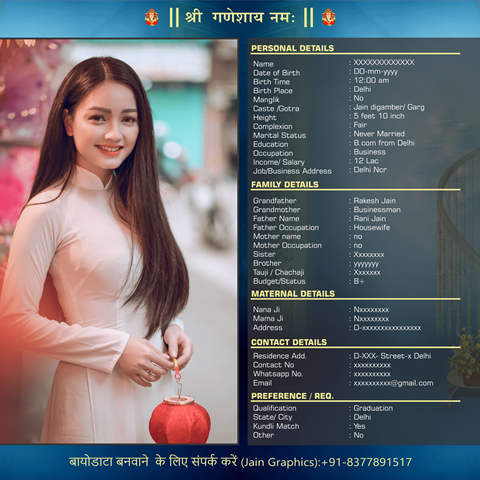 || श्री गणेशाय नमः ||
PERSONAL DETAILS
Name : XXXXXXXXXXXXX
Date of Birth : DD-mm-yyyy
Birth Time : 12:00 am
Birth Place : Delhi
Manglik : No
Caste /Gotra : Jain digamber/ Garg
Height : 5 feet 10 inch
Complexion : Fair
Marital Status : Never Married
Education : B.com from Delhi
Occupation : Business
Income/ Salary : 12 Lac
Job/Business Address : Delhi Ncr
FAMILY DETAILS
Grandfather : Rakesh Jain
Grandmother : Businessman
Father Name : Rani Jain
Father Occupation : Housewife
Mother name : no
Mother Occupation : no
Sister : Xxxxxxxx
Brother : yyyyyyy
Tauji / Chachaji : Xxxxxxx
Budget/Status : B+
MATERNAL DETAILS
Nana Ji : Nxxxxxxxx
Mama Ji : Nxxxxxxxx
Address : D-xxxxxxxxxxxxxxxx
CONTACT DETAILS
Residence Add. : D-XXX- Street-x Delhi
Contact No : xxxxxxxxxx
Whatsapp No. : xxxxxxxxxx
Email : xxxxxxxxxx@gmail.com
PREFERENCE / REQ.
Qualification : Graduation
State/ City : Delhi
Kundli Match : Yes
Other : No
बायोडाटा बनवाने के लिए संपर्क करें (Jain Graphics):+91-8377891517